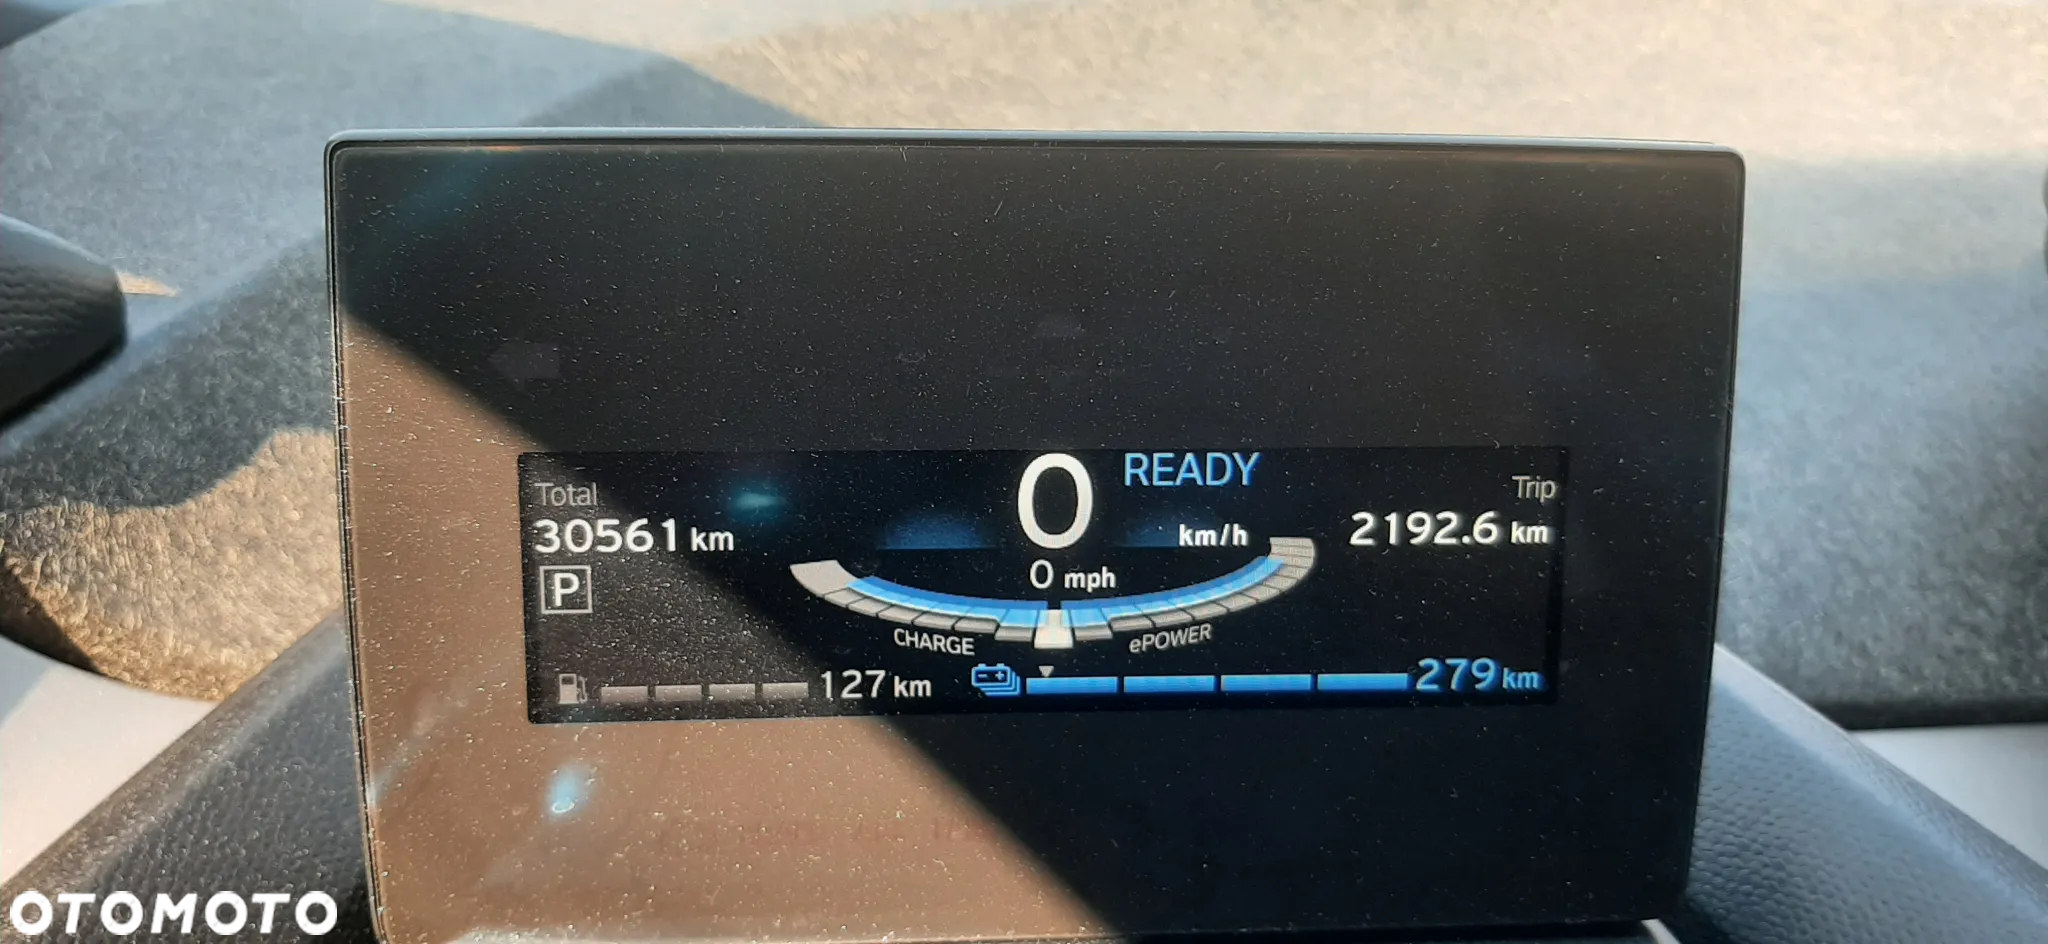 Total
30561 km
P
0
READY
km/h
0 mph
Trip
2192.6 km
CHARGE
ePOWER
127 km
279 km
OTOMOTO